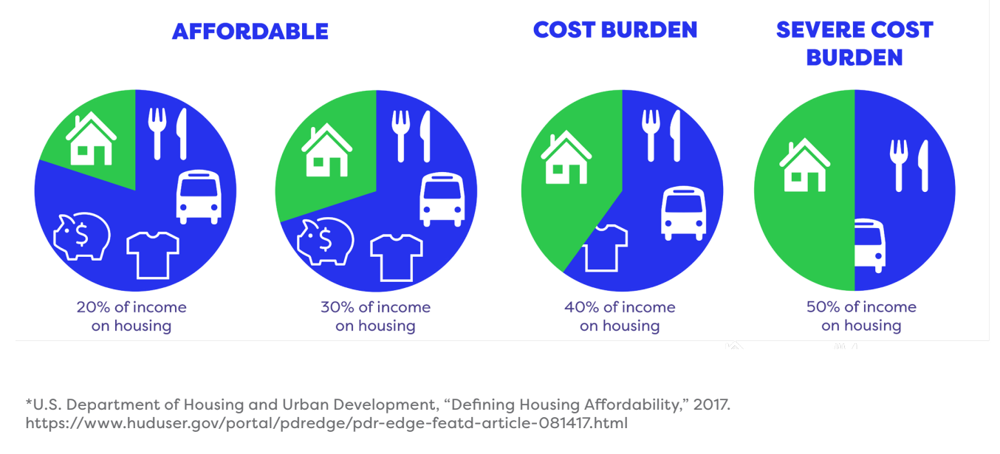 AFFORDABLE
COST BURDEN
SEVERE COST
BURDEN
$
$
20% of income
on housing
30% of income
on housing
40% of income
on housing
50% of income
on housing
*U.S. Department of Housing and Urban Development, “Defining Housing Affordability,” 2017.
https://www.huduser.gov/portal/pdredge/pdr-edge-featd-article-081417.html